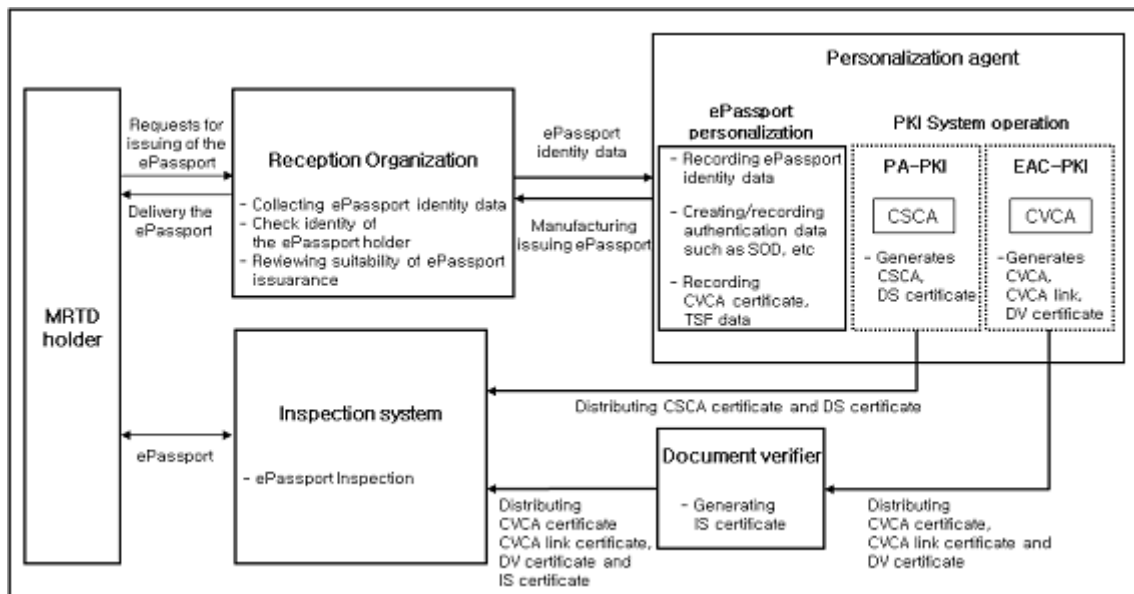 Personalization agent
ePassport
personalization
PKI System operation
- Recording ePassport
identity data
- Creating/recording
authentication data
such as SOD, etc
- Recording
CVCA certificate,
TSF data
PA-PKI
CSCA
- Generates
CSCA,
DS certificate
EAC-PKI
CVCA
- Generates
CVCA,
CVCA link,
DV certificate
MRTD
holder
Requests for
issuing of the
ePassport
Delivery the
ePassport
Reception Organization
- Collecting ePassport identity data
- Check identity of
the ePassport holder
- Reviewing suitability of ePassport
issuarance
ePassport
identity data
Manufacturing
issuing ePassport
Distributing CSCA certificate and DS certificate
ePassport
Inspection system
- ePassport Inspection
Document verifier
- Generating
IS certificate
Distributing
CVCA certificate
CVCA link certificate,
DV certificate and
IS certificate
Distributing
CVCA certificate,
CVCA link certificate and
DV certificate